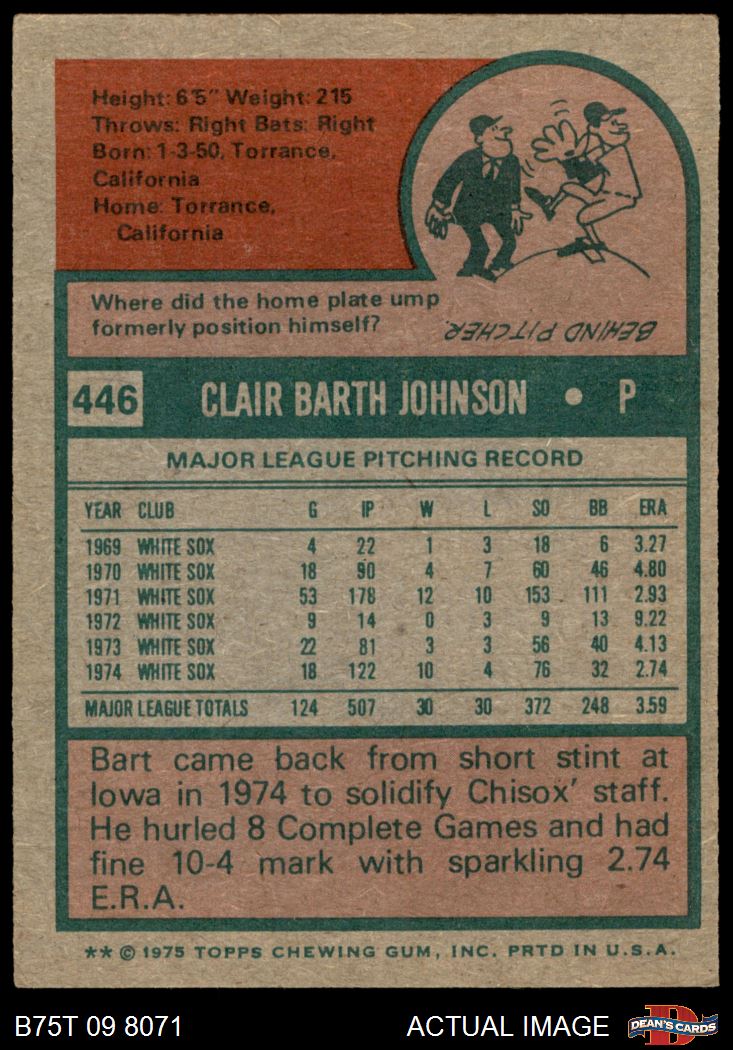 Height: 6'5" Weight: 215
Throws: Right Bats: Right
Born: 1-3-50, Torrance,
California
Home: Torrance,
California
Where did the home plate ump
formerly position himself?
BEHIND PITCHER.
446 CLAIR BARTH JOHNSON • P
MAJOR LEAGUE PITCHING RECORD
YEAR CLUB G IP W L SO BB ERA
1969 WHITE SOX 4 22 1 3 18 6 3.27
1970 WHITE SOX 18 90 4 7 60 46 4.80
1971 WHITE SOX 53 178 12 10 153 111 2.93
1972 WHITE SOX 9 14 0 3 9 13 9.22
1973 WHITE SOX 22 81 3 3 56 40 4.13
1974 WHITE SOX 18 122 10 4 76 32 2.74
MAJOR LEAGUE TOTALS 124 507 30 30 372 248 3.59
Bart came back from short stint at
Iowa in 1974 to solidify Chisox' staff.
He hurled 8 Complete Games and had
fine 10-4 mark with sparkling 2.74
E.R.A.
** © 1975 TOPPS CHEWING GUM, INC. PRTD IN U.S.A.
B75T 09 8071 ACTUAL IMAGE D DEAN'S CARDS